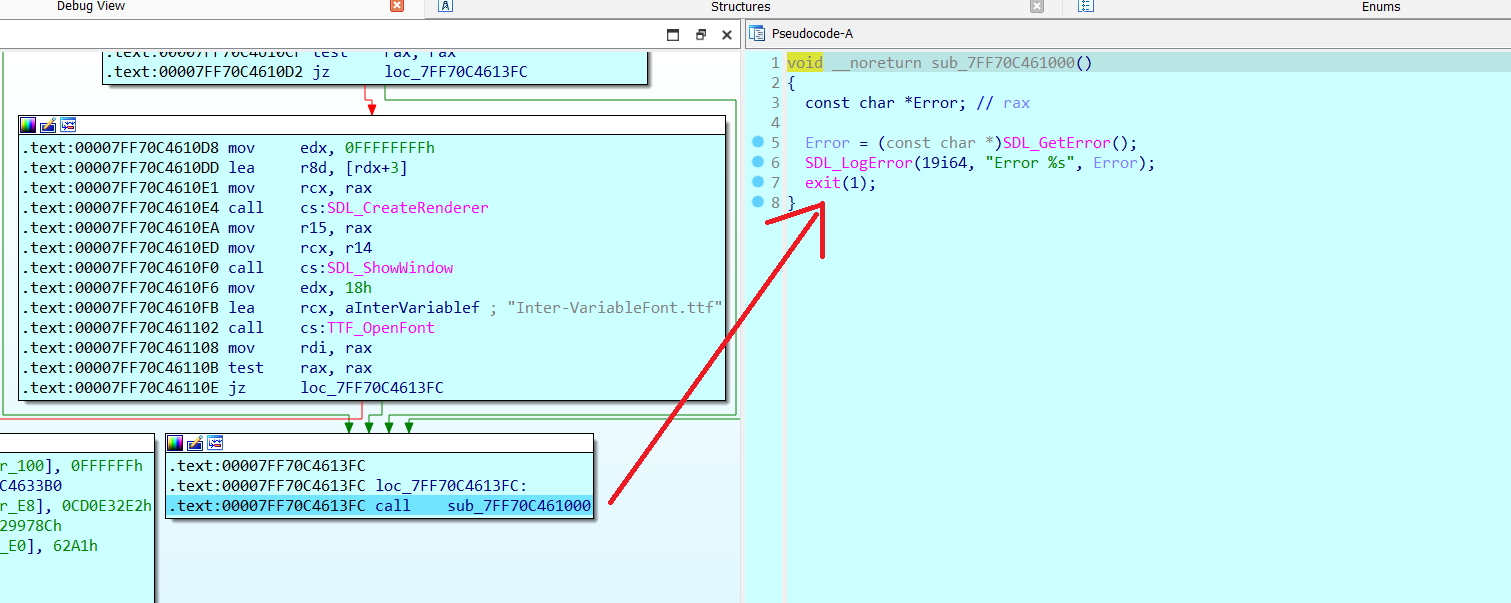 Debug View
Structures
Enums
.text:00007FF70C4610CF test rax, rax
.text:00007FF70C4610D2 jz loc_7FF70C4613FC
.text:00007FF70C4610D8 mov edx, 0FFFFFFFFh
.text:00007FF70C4610DD lea r8d, [rdx+3]
.text:00007FF70C4610E1 mov rcx, rax
.text:00007FF70C4610E4 call cs:SDL_CreateRenderer
.text:00007FF70C4610EA mov r15, rax
.text:00007FF70C4610ED mov rcx, r14
.text:00007FF70C4610F0 call cs:SDL_ShowWindow
.text:00007FF70C4610F6 mov edx, 18h
.text:00007FF70C4610FB lea rcx, aInterVariablef ; "Inter-VariableFont.ttf"
.text:00007FF70C461102 call cs:TTF_OpenFont
.text:00007FF70C461108 mov rdi, rax
.text:00007FF70C46110B test rax, rax
.text:00007FF70C46110E jz loc_7FF70C4613FC
r_100], 0FFFFFFh
C4633B0
r_E8], 0CD0E32E2h
29978Ch
_E0], 62A1h
.text:00007FF70C4613FC
.text:00007FF70C4613FC loc_7FF70C4613FC:
.text:00007FF70C4613FC call sub_7FF70C461000
Pseudocode-A
1 void __noreturn sub_7FF70C461000()
2 {
3 const char *Error; // rax
4
5 Error = (const char *)SDL_GetError();
6 SDL_LogError(19i64, "Error %s", Error);
7 exit(1);
8 }